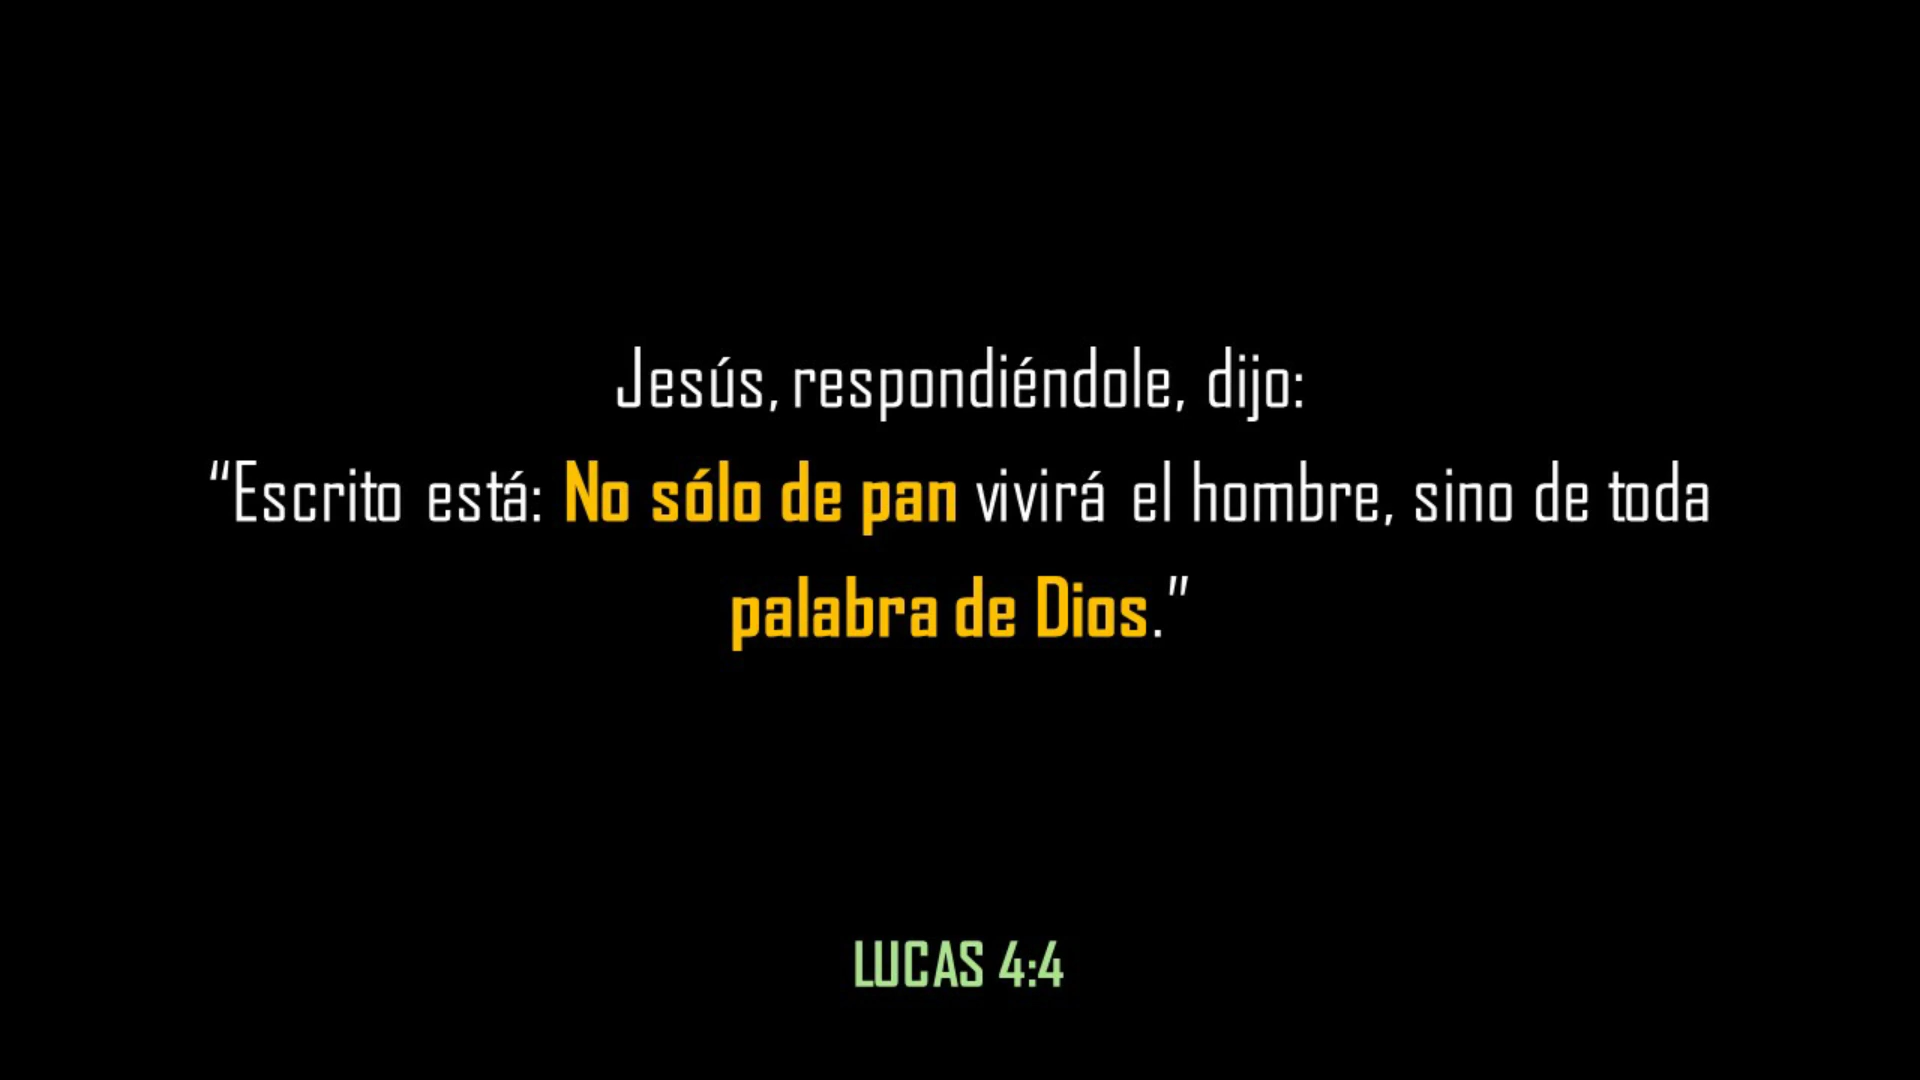 Jesús, respondiéndole, dijo:
“Escrito está: No sólo de pan vivirá el hombre, sino de toda
palabra de Dios.”
LUCAS 4:4